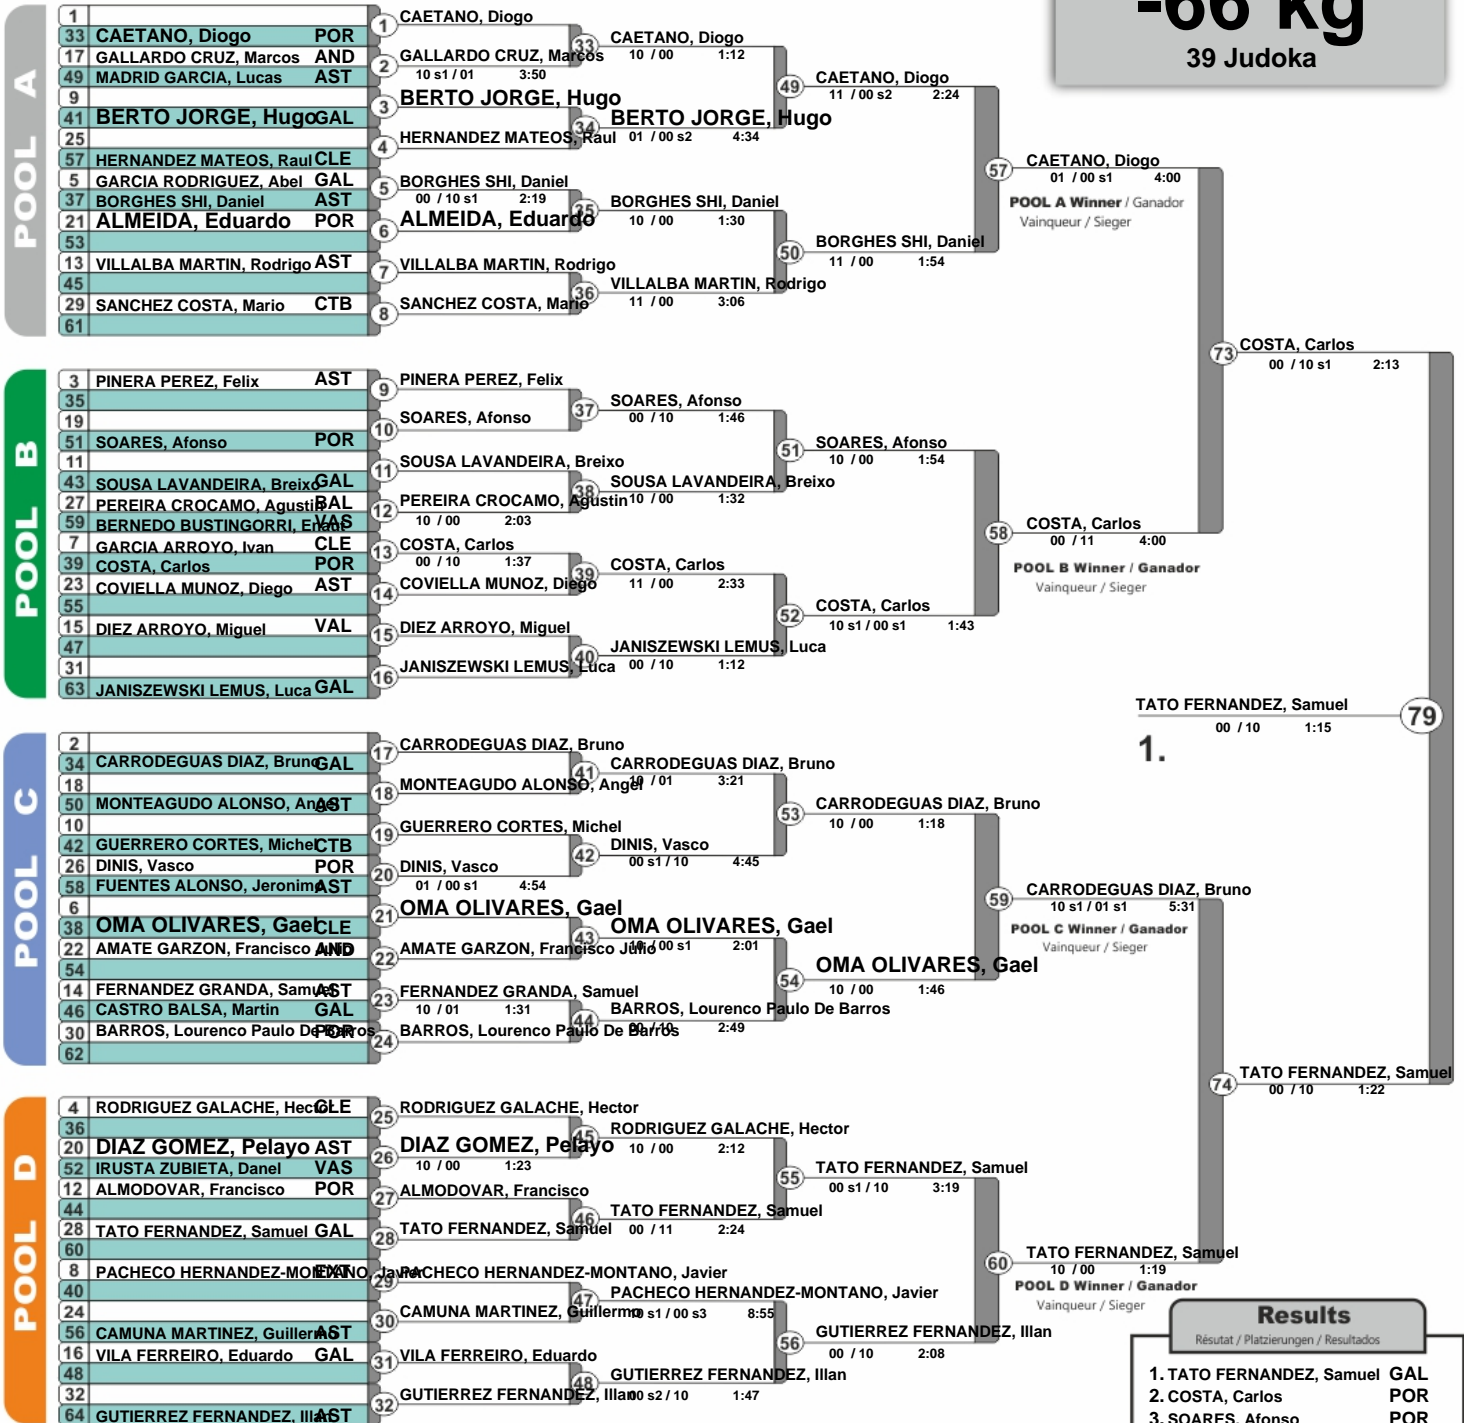 -66 kg
39 Judoka
POOL A
1
33 CAETANO, Diogo POR
17 GALLARDO CRUZ, Marcos AND
49 MADRID GARCIA, Lucas AST
9
41 BERTO JORGE, Hugo GAL
25
57 HERNANDEZ MATEOS, Raul CLE
5 GARCIA RODRIGUEZ, Abel GAL
37 BORGHES SHI, Daniel AST
21 ALMEIDA, Eduardo POR
53
13 VILLALBA MARTIN, Rodrigo AST
45
29 SANCHEZ COSTA, Mario CTB
61
1 CAETANO, Diogo
2 GALLARDO CRUZ, Marcos
10 s1 / 01 3:50
3 BERTO JORGE, Hugo
4 HERNANDEZ MATEOS, Raul
5 BORGHES SHI, Daniel
00 / 10 s1 2:19
6 ALMEIDA, Eduardo
7 VILLALBA MARTIN, Rodrigo
8 SANCHEZ COSTA, Mario
33 CAETANO, Diogo
10 / 00 1:12
34 BERTO JORGE, Hugo
01 / 00 s2 4:34
35 BORGHES SHI, Daniel
10 / 00 1:30
36 VILLALBA MARTIN, Rodrigo
11 / 00 3:06
49 CAETANO, Diogo
11 / 00 s2 2:24
50 BORGHES SHI, Daniel
11 / 00 1:54
57 CAETANO, Diogo
01 / 00 s1 4:00
POOL A Winner / Ganador
Vainqueur / Sieger
POOL B
3 PINERA PEREZ, Felix AST
35
19
51 SOARES, Afonso POR
11
43 SOUSA LAVANDEIRA, Breixo GAL
27 PEREIRA CROCAMO, Agustin BAL
59 BERNEDO BUSTINGORRI, Enaut VAS
7 GARCIA ARROYO, Ivan CLE
39 COSTA, Carlos POR
23 COVIELLA MUNOZ, Diego AST
55
15 DIEZ ARROYO, Miguel VAL
47
31
63 JANISZEWSKI LEMUS, Luca GAL
9 PINERA PEREZ, Felix
10 SOARES, Afonso
11 SOUSA LAVANDEIRA, Breixo
12 PEREIRA CROCAMO, Agustin
10 / 00 2:03
13 COSTA, Carlos
00 / 10 1:37
14 COVIELLA MUNOZ, Diego
15 DIEZ ARROYO, Miguel
16 JANISZEWSKI LEMUS, Luca
37 SOARES, Afonso
00 / 10 1:46
38 SOUSA LAVANDEIRA, Breixo
10 / 00 1:32
39 COSTA, Carlos
11 / 00 2:33
40 JANISZEWSKI LEMUS, Luca
00 / 10 1:12
51 SOARES, Afonso
10 / 00 1:54
52 COSTA, Carlos
10 s1 / 00 s1 1:43
58 COSTA, Carlos
00 / 11 4:00
POOL B Winner / Ganador
Vainqueur / Sieger
73 COSTA, Carlos
00 / 10 s1 2:13
TATO FERNANDEZ, Samuel
79
00 / 10 1:15
1.
POOL C
2
34 CARRODEGUAS DIAZ, Bruno GAL
18
50 MONTEAGUDO ALONSO, Angel AST
10
42 GUERRERO CORTES, Michel CTB
26 DINIS, Vasco POR
58 FUENTES ALONSO, Jeronimo AST
6
38 OMA OLIVARES, Gael CLE
22 AMATE GARZON, Francisco Julio AND
54
14 FERNANDEZ GRANDA, Samuel AST
46 CASTRO BALSA, Martin GAL
30 BARROS, Lourenco Paulo De Barros POR
62
17 CARRODEGUAS DIAZ, Bruno
18 MONTEAGUDO ALONSO, Angel
19 GUERRERO CORTES, Michel
20 DINIS, Vasco
01 / 00 s1 4:54
21 OMA OLIVARES, Gael
22 AMATE GARZON, Francisco Julio
23 FERNANDEZ GRANDA, Samuel
10 / 01 1:31
24 BARROS, Lourenco Paulo De Barros
41 CARRODEGUAS DIAZ, Bruno
10 / 01 3:21
42 DINIS, Vasco
00 s1 / 10 4:45
43 OMA OLIVARES, Gael
10 / 00 s1 2:01
44 BARROS, Lourenco Paulo De Barros
00 / 10 2:49
53 CARRODEGUAS DIAZ, Bruno
10 / 00 1:18
54 OMA OLIVARES, Gael
10 / 00 1:46
59 CARRODEGUAS DIAZ, Bruno
10 s1 / 01 s1 5:31
POOL C Winner / Ganador
Vainqueur / Sieger
74 TATO FERNANDEZ, Samuel
00 / 10 1:22
POOL D
4 RODRIGUEZ GALACHE, Hector CLE
36
20 DIAZ GOMEZ, Pelayo AST
52 IRUSTA ZUBIETA, Danel VAS
12 ALMODOVAR, Francisco POR
44
28 TATO FERNANDEZ, Samuel GAL
60
8 PACHECO HERNANDEZ-MONTANO, Javier EXT
40
24
56 CAMUNA MARTINEZ, Guillermo AST
16 VILA FERREIRO, Eduardo GAL
48
32
64 GUTIERREZ FERNANDEZ, Illan AST
25 RODRIGUEZ GALACHE, Hector
26 DIAZ GOMEZ, Pelayo
10 / 00 1:23
27 ALMODOVAR, Francisco
28 TATO FERNANDEZ, Samuel
29 PACHECO HERNANDEZ-MONTANO, Javier
30 CAMUNA MARTINEZ, Guillermo
31 VILA FERREIRO, Eduardo
32 GUTIERREZ FERNANDEZ, Illan
45 RODRIGUEZ GALACHE, Hector
10 / 00 2:12
46 TATO FERNANDEZ, Samuel
00 / 11 2:24
47 PACHECO HERNANDEZ-MONTANO, Javier
10 s1 / 00 s3 8:55
48 GUTIERREZ FERNANDEZ, Illan
00 s2 / 10 1:47
55 TATO FERNANDEZ, Samuel
00 s1 / 10 3:19
56 GUTIERREZ FERNANDEZ, Illan
00 / 10 2:08
60 TATO FERNANDEZ, Samuel
10 / 00 1:19
POOL D Winner / Ganador
Vainqueur / Sieger
Results
Résutat / Platzierungen / Resultados
1. TATO FERNANDEZ, Samuel GAL
2. COSTA, Carlos POR
3. SOARES, Afonso POR